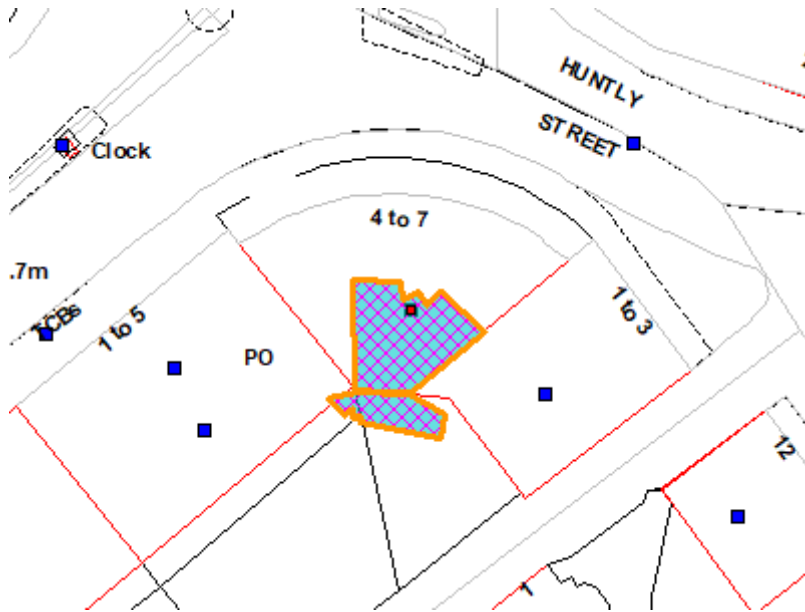 HUNTLY
STREET
Clock
4 to 7
.7m
TCBs
1 to 5
1 to 3
PO
12
1